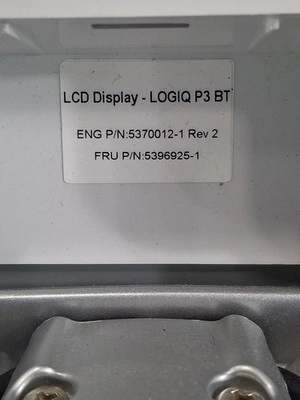 LCD Display - LOGIQ P3 BT
ENG P/N:5370012-1 Rev 2
FRU P/N:5396925-1